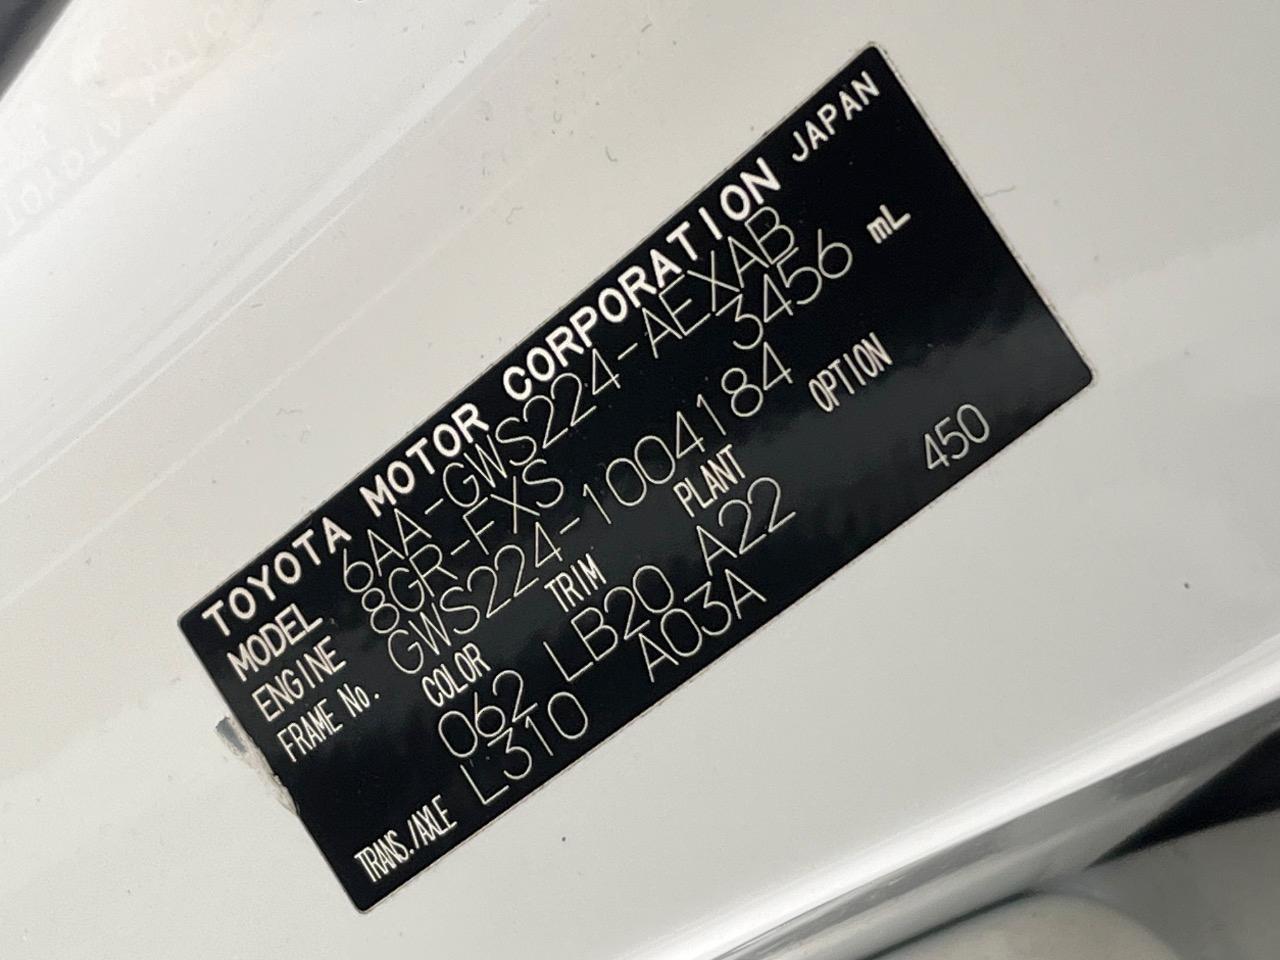 TOYOTA MOTOR CORPORATION JAPAN
MODEL 6AA-GWS224-AEXAB
ENGINE 8GR-FXS 3456 mL
FRAME No. GWS224-1004184
COLOR TRIM PLANT OPTION
062 LB20 A22 450
TRANS./AXLE L310 A03A